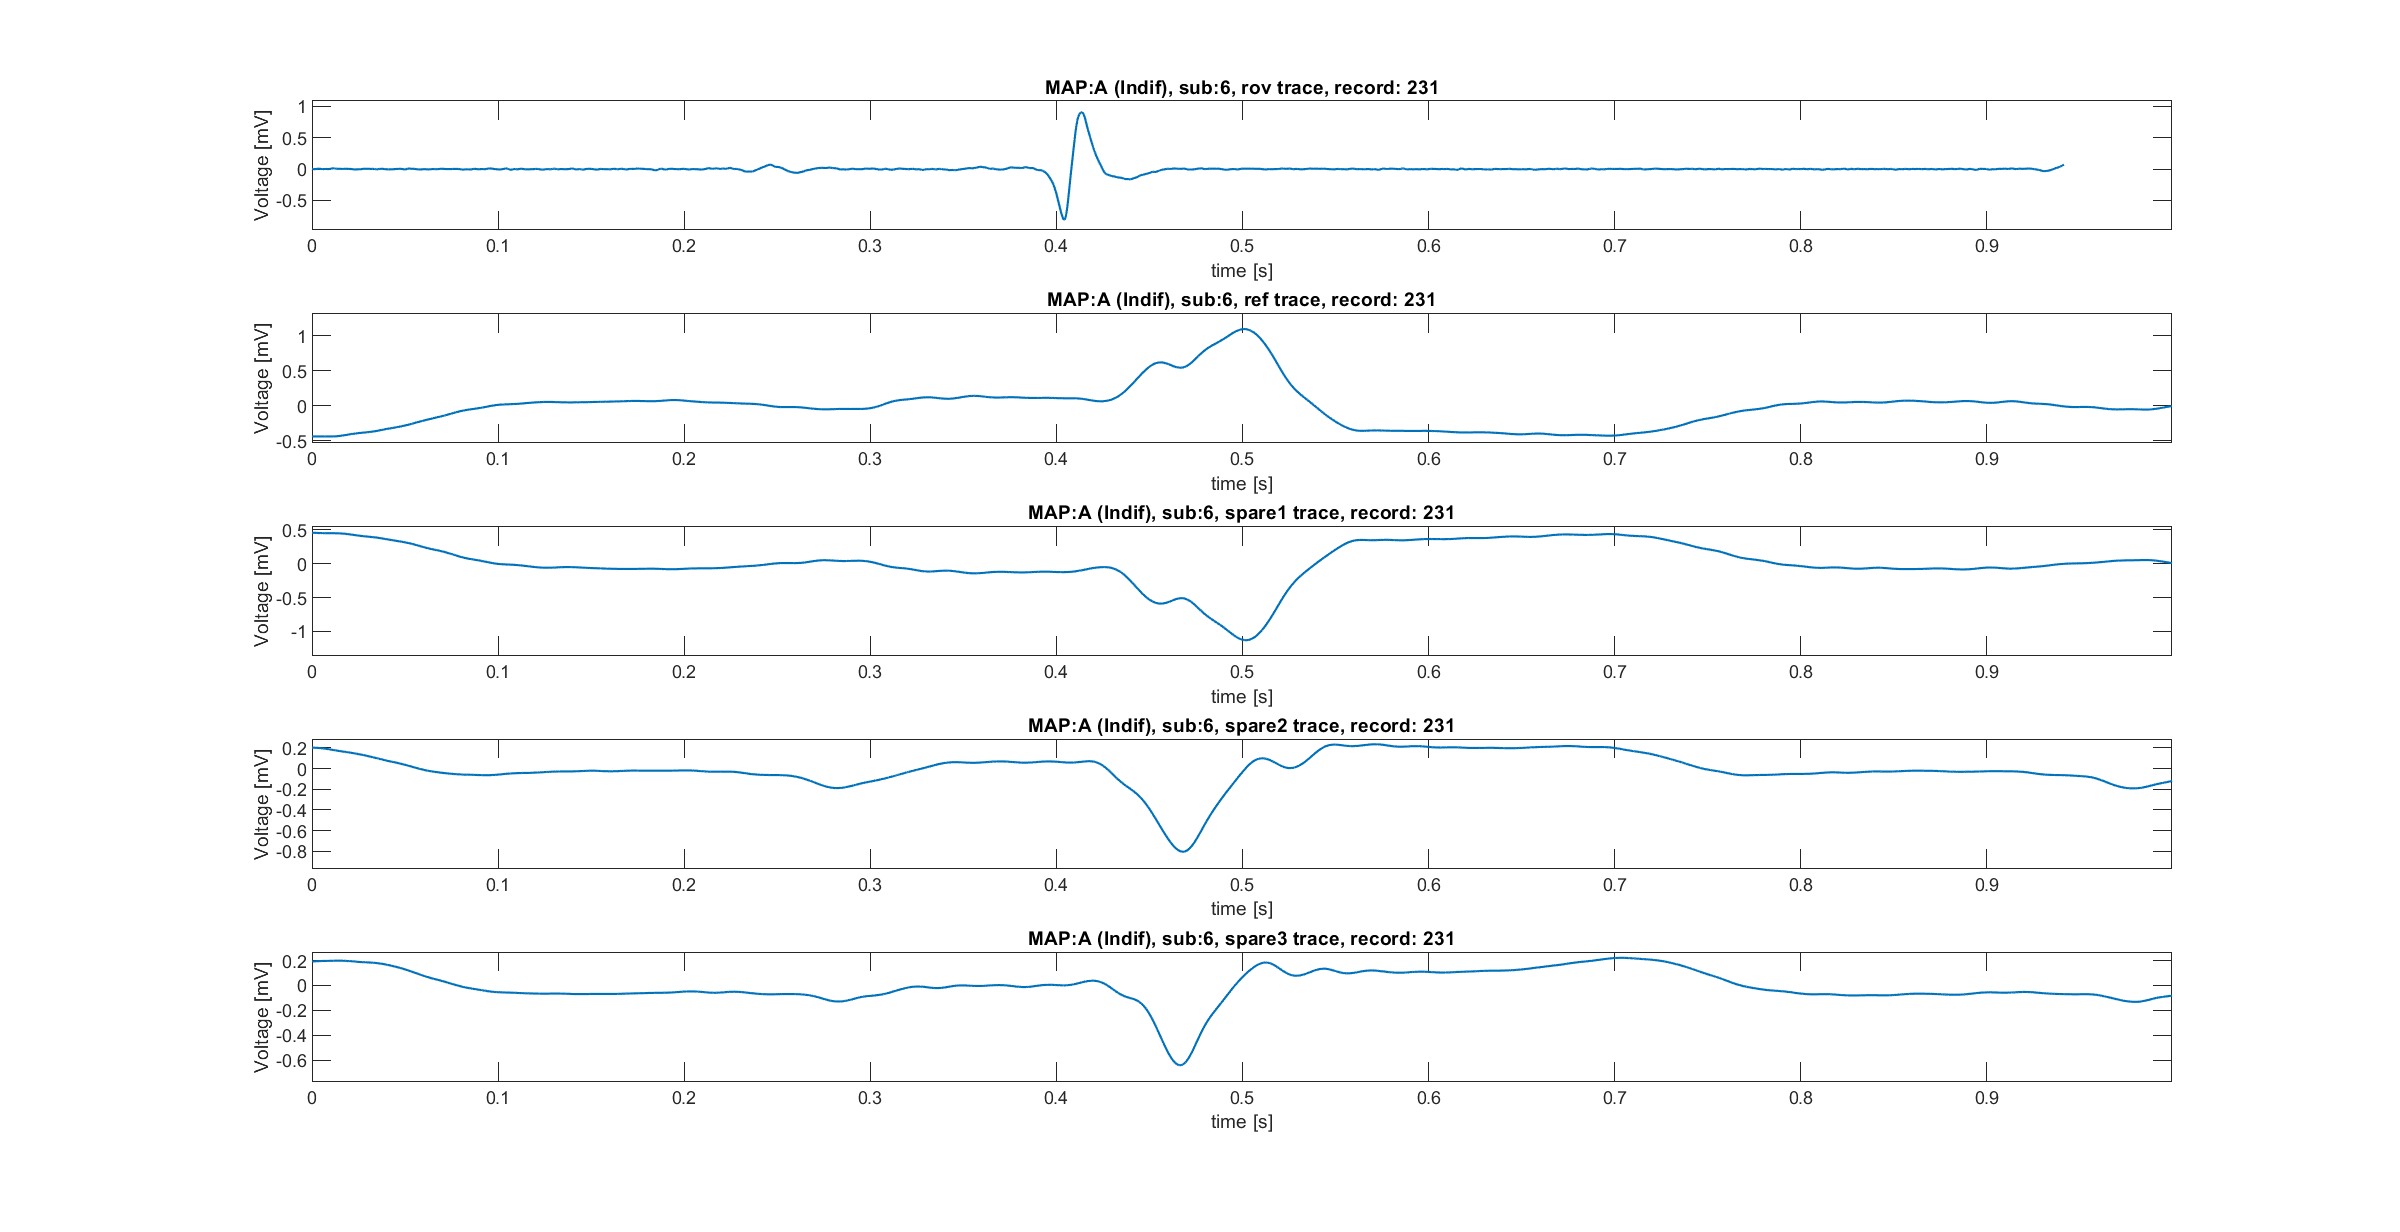 MAP:A (Indif), sub:6, rov trace, record: 231
Voltage [mV]
1
0.5
0
-0.5
0 0.1 0.2 0.3 0.4 0.5 0.6 0.7 0.8 0.9
time [s]
MAP:A (Indif), sub:6, ref trace, record: 231
Voltage [mV]
1
0.5
0
-0.5
0 0.1 0.2 0.3 0.4 0.5 0.6 0.7 0.8 0.9
time [s]
MAP:A (Indif), sub:6, spare1 trace, record: 231
Voltage [mV]
0.5
0
-0.5
-1
0 0.1 0.2 0.3 0.4 0.5 0.6 0.7 0.8 0.9
time [s]
MAP:A (Indif), sub:6, spare2 trace, record: 231
Voltage [mV]
0.2
0
-0.2
-0.4
-0.6
-0.8
0 0.1 0.2 0.3 0.4 0.5 0.6 0.7 0.8 0.9
time [s]
MAP:A (Indif), sub:6, spare3 trace, record: 231
Voltage [mV]
0.2
0
-0.2
-0.4
-0.6
0 0.1 0.2 0.3 0.4 0.5 0.6 0.7 0.8 0.9
time [s]